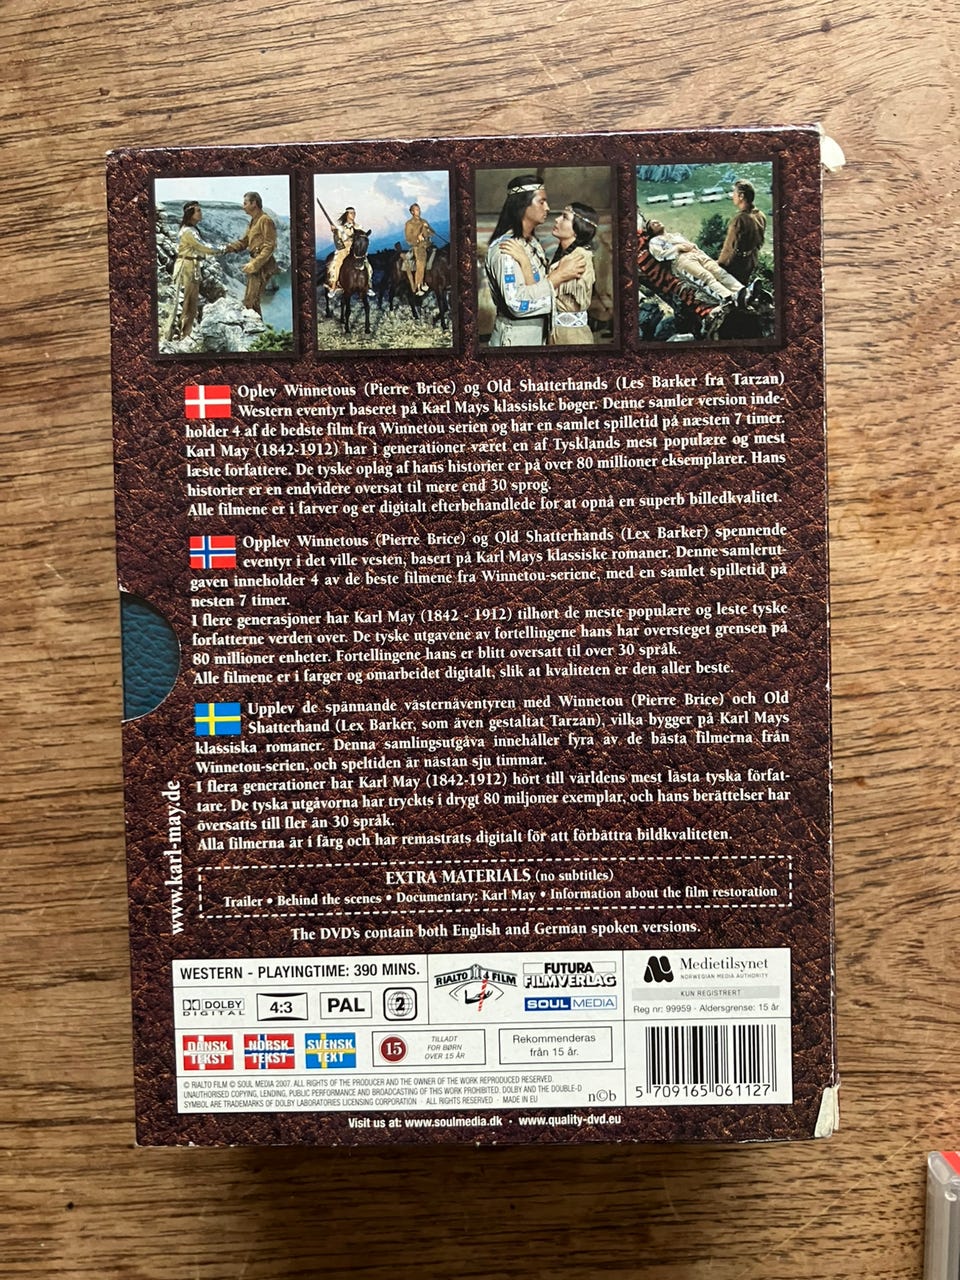 Oplev Winnetous (Pierre Brice) og Old Shatterhands (Les Barker fra Tarzan)
Western eventyr baseret på Karl Mays klassiske bøger. Denne samler version inde-
holder 4 af de bedste film fra Winnetou serien og har en samlet spilletid på næsten 7 timer.
Karl May (1842-1912) har i generationer været en af Tysklands mest populære og mest
læste forfattere. De tyske oplag af hans historier er på over 80 millioner eksemplarer. Hans
historier er en endvidere oversat til mere end 30 sprog.
Alle filmene er i farver og er digitalt efterbehandlede for at opnå en superb billedkvalitet.
Opplev Winnetous (Pierre Brice) og Old Shatterhands (Lex Barker) spennende
eventyr i det ville vesten, basert på Karl Mays klassiske romaner. Denne samlerut-
gaven inneholder 4 av de beste filmene fra Winnetou-seriene, med en samlet spilletid på
nesten 7 timer.
I flere generasjoner har Karl May (1842 - 1912) tilhørt de meste populære og leste tyske
forfatterne verden over. De tyske utgavene av fortellingene hans har oversteget grensen på
80 millioner enheter. Fortellingene hans er blitt oversatt til over 30 språk.
Alle filmene er i farger og omarbeidet digitalt, slik at kvaliteten er den aller beste.
Upplev de spännande västernäventyren med Winnetou (Pierre Brice) och Old
Shatterhand (Lex Barker, som även gestaltat Tarzan), vilka bygger på Karl Mays
klassiska romaner. Denna samlingsutgåva innehåller fyra av de bästa filmerna från
Winnetou-serien, och speltiden är nästan sju timmar.
I flera generationer har Karl May (1842-1912) hört till världens mest lästa tyska förfat-
tare. De tyska utgåvorna har tryckts i drygt 80 miljoner exemplar, och hans berättelser har
översatts till fler än 30 språk.
Alla filmerna är i färg och har remastrats digitalt för att förbättra bildkvaliteten.
www.karl-may.de
EXTRA MATERIALS (no subtitles)
Trailer • Behind the scenes • Documentary: Karl May • Information about the film restoration
The DVD's contain both English and German spoken versions.
WESTERN - PLAYINGTIME: 390 MINS.
DOLBY
DIGITAL
4:3
PAL
2
RIALTO FILM
FUTURA
FILMVERLAG
SOUL MEDIA
Medietilsynet
NORWEGIAN MEDIA AUTHORITY
KUN REGISTRERT
Reg nr: 99959 - Aldersgrense: 15 år
DANSK
TEKST
NORSK
TEKST
SVENSK
TEXT
15
TILLADT
FOR BØRN
OVER 15 ÅR
Rekommenderas
från 15 år.
© RIALTO FILM © SOUL MEDIA 2007. ALL RIGHTS OF THE PRODUCER AND THE OWNER OF THE WORK REPRODUCED RESERVED.
UNAUTHORISED COPYING, LENDING, PUBLIC PERFORMANCE AND BROADCASTING OF THIS WORK PROHIBITED. DOLBY AND THE DOUBLE-D
SYMBOL ARE TRADEMARKS OF DOLBY LABORATORIES LICENSING CORPORATION · ALL RIGHTS RESERVED · MADE IN EU
n©b
5 709165 061127
Visit us at: www.soulmedia.dk · www.quality-dvd.eu